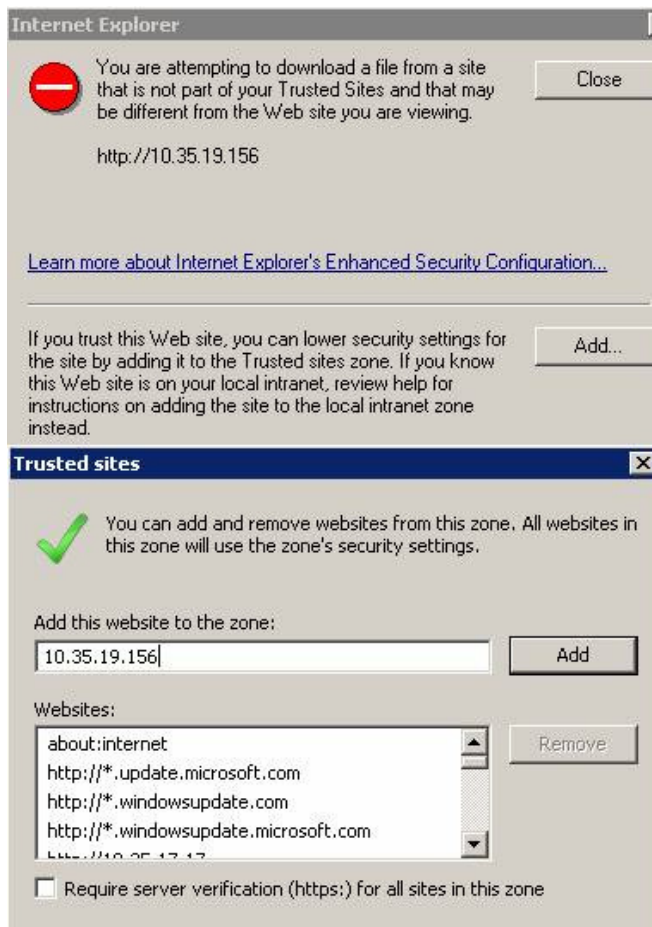 Internet Explorer
You are attempting to download a file from a site
that is not part of your Trusted Sites and that may
be different from the Web site you are viewing.
Close
http://10.35.19.156
Learn more about Internet Explorer's Enhanced Security Configuration...
If you trust this Web site, you can lower security settings for
the site by adding it to the Trusted sites zone. If you know
this Web site is on your local intranet, review help for
instructions on adding the site to the local intranet zone
instead.
Add...
Trusted sites
You can add and remove websites from this zone. All websites in
this zone will use the zone's security settings.
Add this website to the zone:
10.35.19.156
Add
Websites:
about:internet
http://*.update.microsoft.com
http://*.windowsupdate.com
http://*.windowsupdate.microsoft.com
Remove
Require server verification (https:) for all sites in this zone